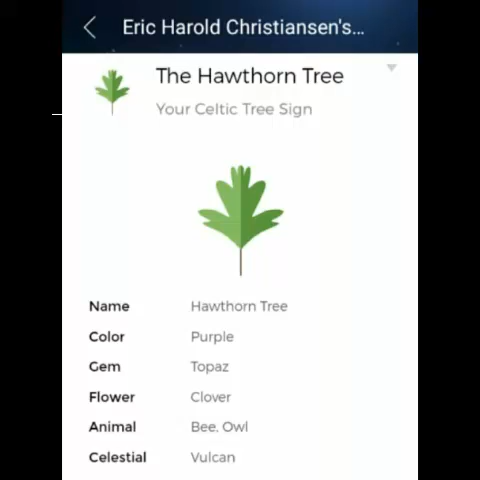 Eric Harold Christiansen's...
The Hawthorn Tree
Your Celtic Tree Sign
Name Hawthorn Tree
Color Purple
Gem Topaz
Flower Clover
Animal Bee, Owl
Celestial Vulcan